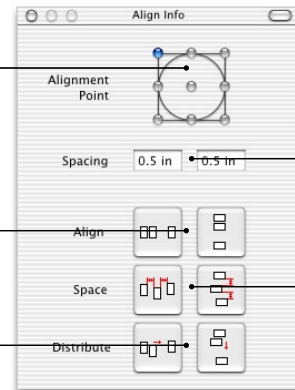 Align Info
Alignment
Point
Spacing 0.5 in 0.5 in
Align
Space
Distribute